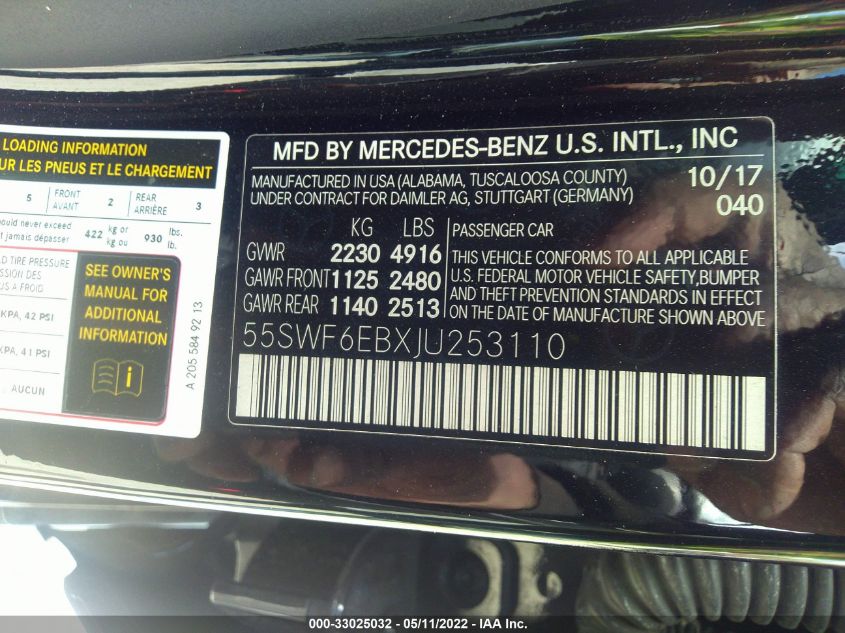 LOADING INFORMATION
UR LES PNEUS ET LE CHARGEMENT
5 FRONT AVANT 2 REAR ARRIÈRE 3
ould never exceed
t jamais dépasser 422 kg or kg ou 930 lbs. lb.
D TIRE PRESSURE
ESSION DES
US A FROID
KPA, 42 PSI
KPA, 41 PSI
AUCUN
SEE OWNER'S
MANUAL FOR
ADDITIONAL
INFORMATION
i
A 205 584 92 13
MFD BY MERCEDES-BENZ U.S. INTL., INC
MANUFACTURED IN USA (ALABAMA, TUSCALOOSA COUNTY) 10/17
UNDER CONTRACT FOR DAIMLER AG, STUTTGART (GERMANY) 040
KG LBS
GVWR 2230 4916
GAWR FRONT 1125 2480
GAWR REAR 1140 2513
PASSENGER CAR
THIS VEHICLE CONFORMS TO ALL APPLICABLE
U.S. FEDERAL MOTOR VEHICLE SAFETY,BUMPER
AND THEFT PREVENTION STANDARDS IN EFFECT
ON THE DATE OF MANUFACTURE SHOWN ABOVE
55SWF6EBXJU253110
000-33025032 - 05/11/2022 - IAA Inc.